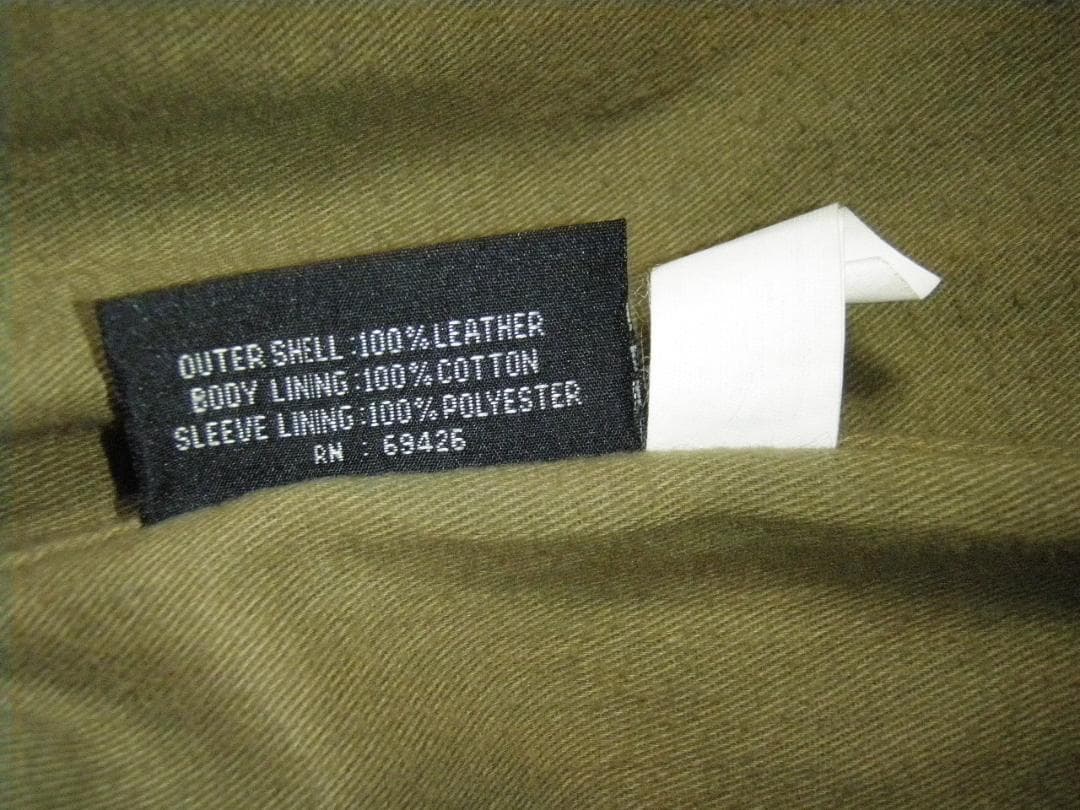 OUTER SHELL :100% LEATHER
BODY LINING :100% COTTON
SLEEVE LINING :100% POLYESTER
RN : 69426